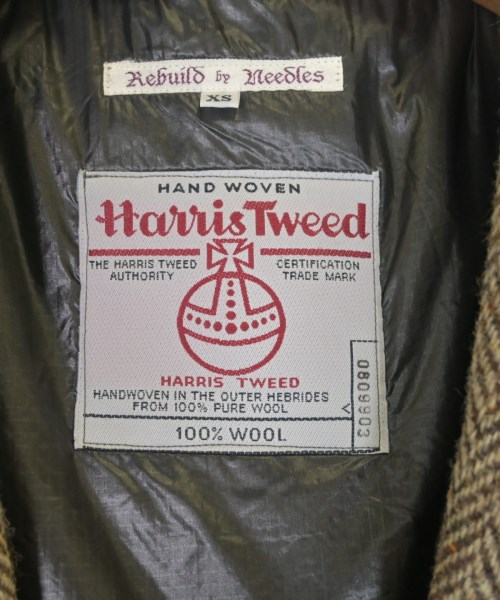 Rebuild by Needles
XS
HAND WOVEN
Harris Tweed
THE HARRIS TWEED
AUTHORITY
CERTIFICATION
TRADE MARK
HARRIS TWEED
HANDWOVEN IN THE OUTER HEBRIDES
FROM 100% PURE WOOL
100% WOOL
0809903